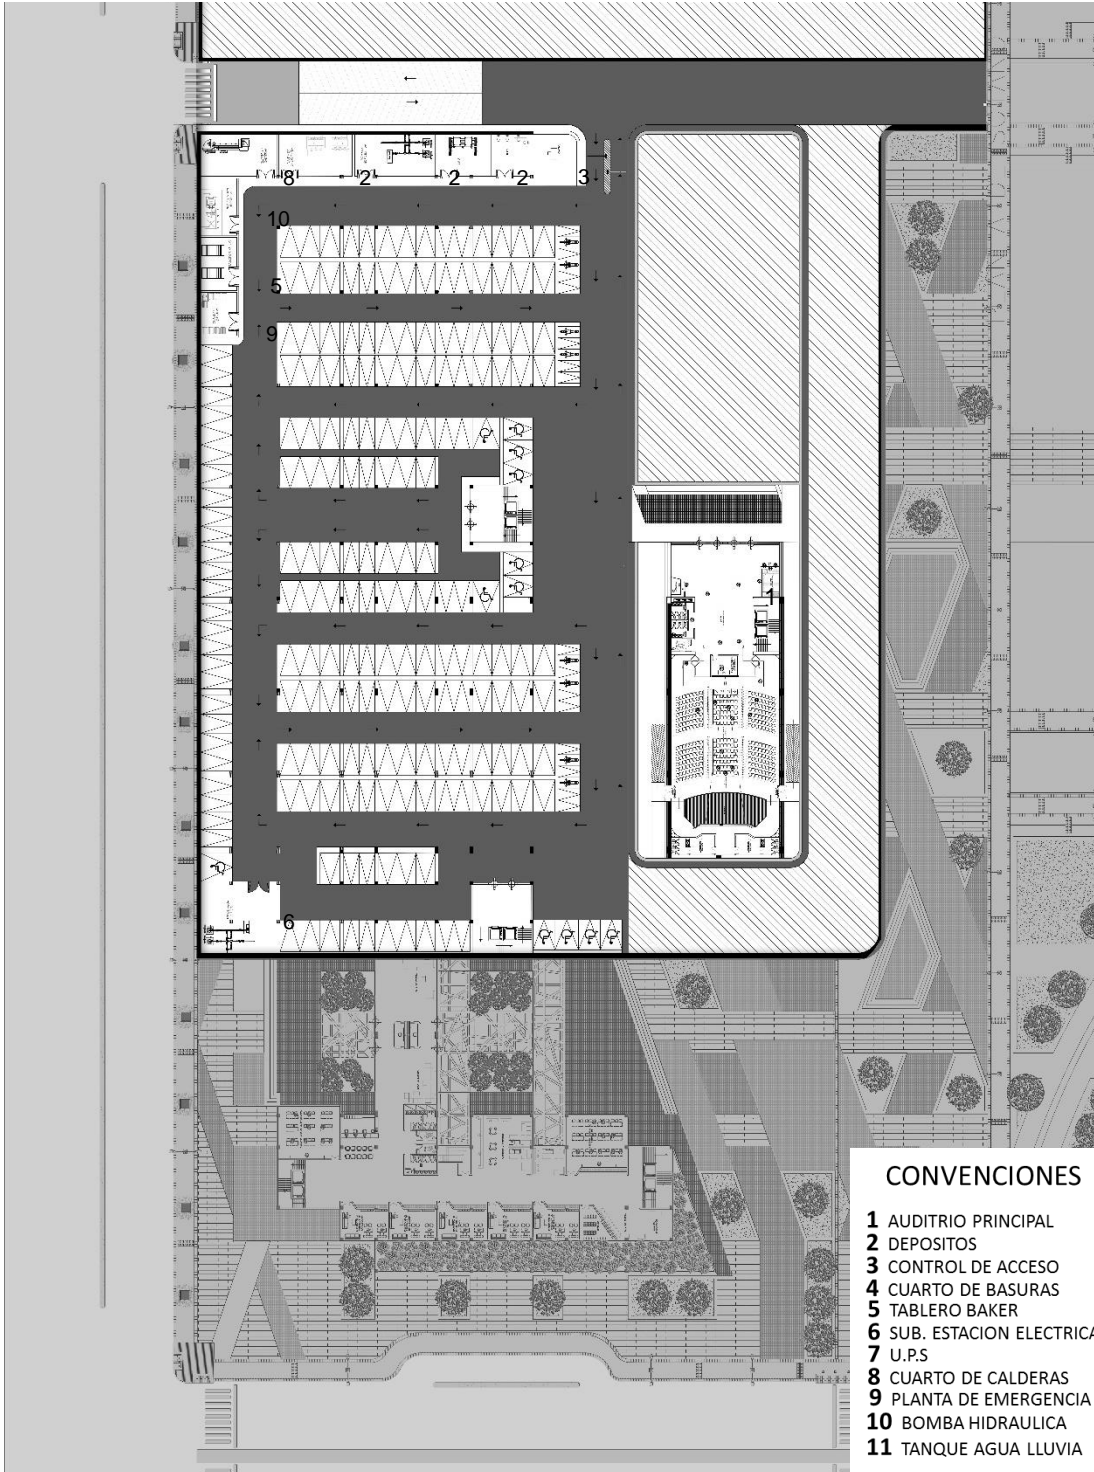 8 2 2 2 3
10
5
9
1
6
CONVENCIONES
1 AUDITRIO PRINCIPAL
2 DEPOSITOS
3 CONTROL DE ACCESO
4 CUARTO DE BASURAS
5 TABLERO BAKER
6 SUB. ESTACION ELECTRICA
7 U.P.S
8 CUARTO DE CALDERAS
9 PLANTA DE EMERGENCIA
10 BOMBA HIDRAULICA
11 TANQUE AGUA LLUVIA